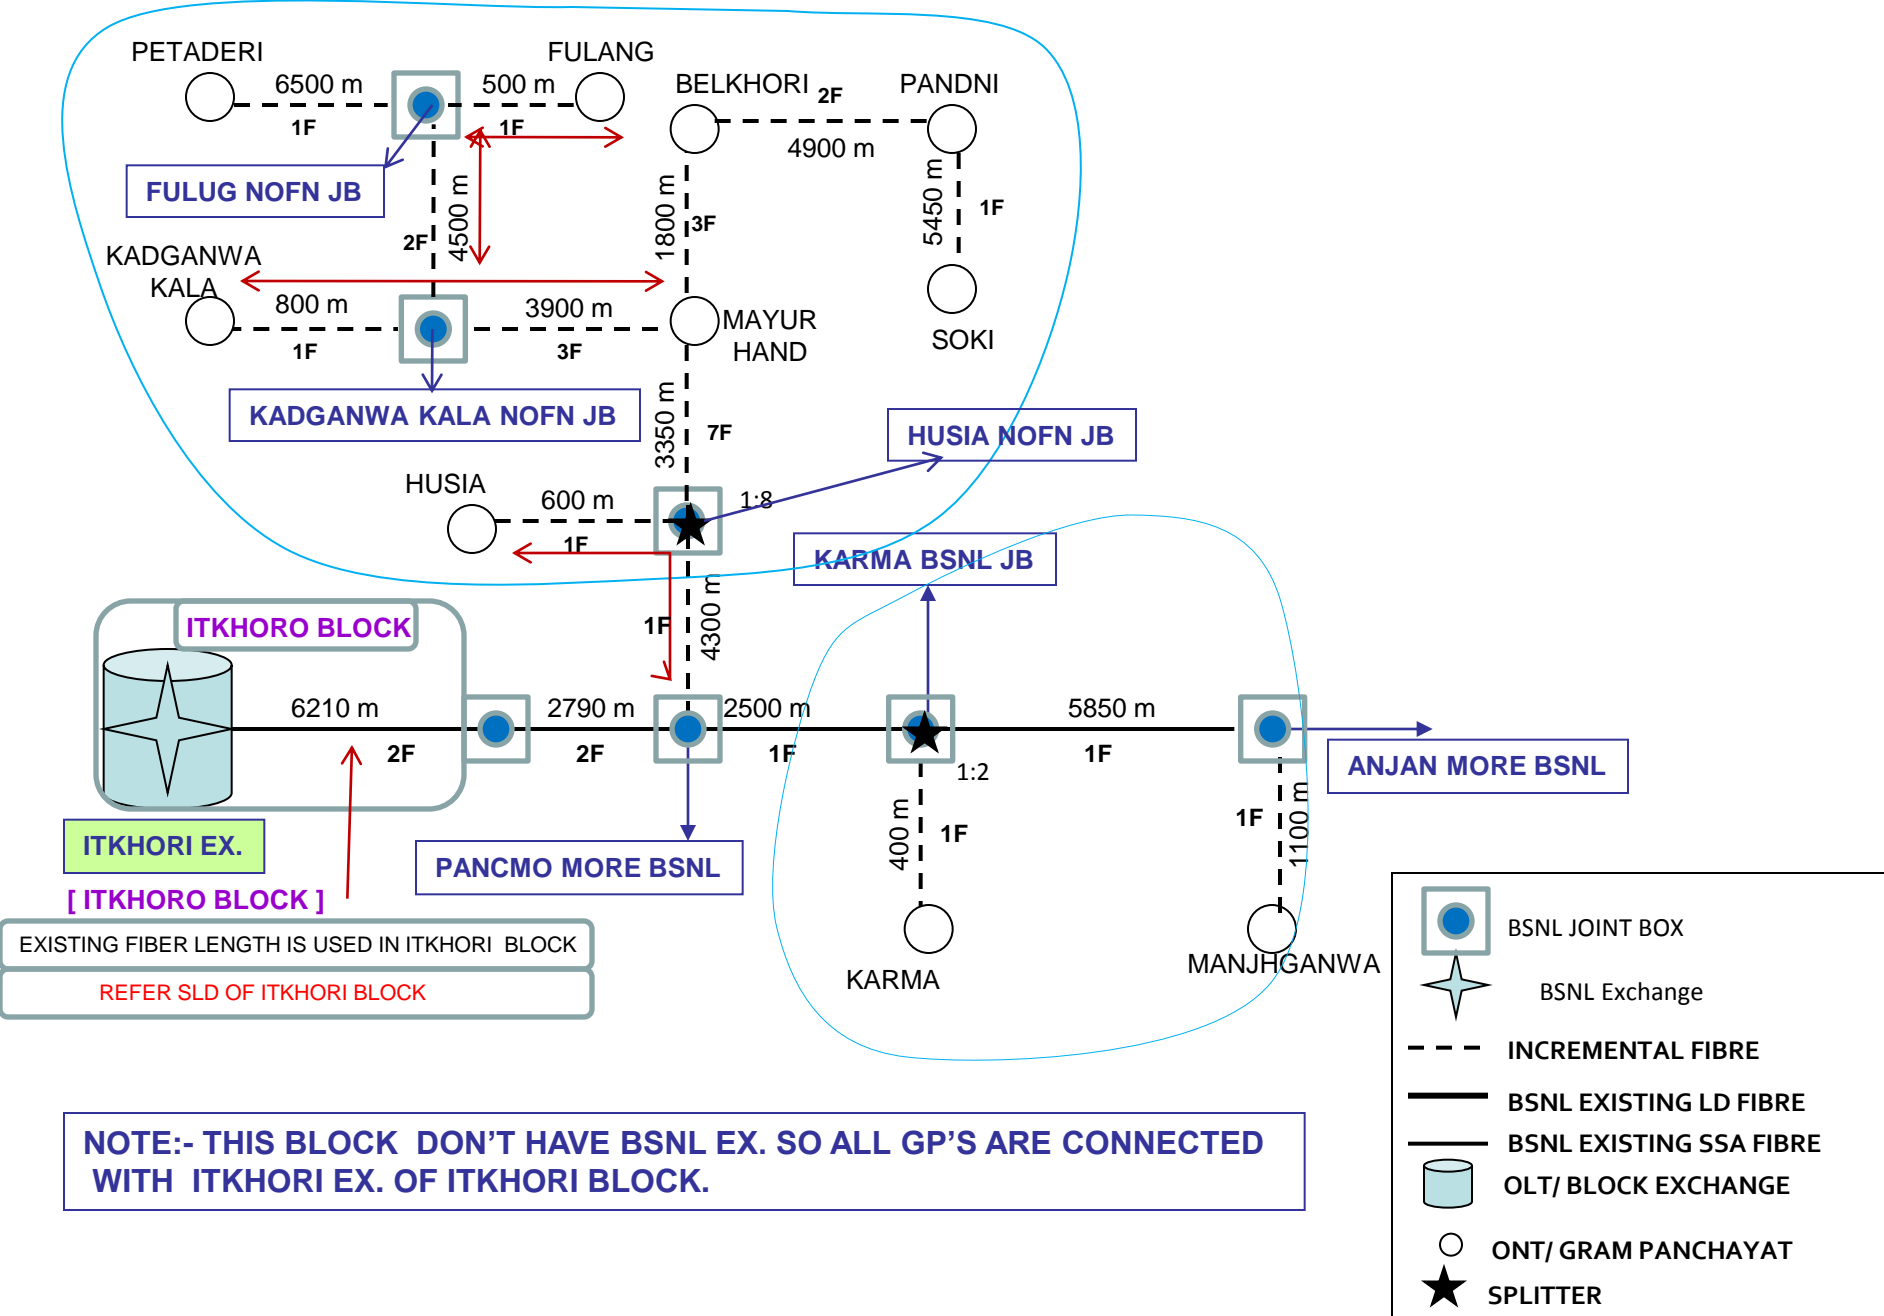 PETADERI
FULANG
6500 m
500 m
1F
1F
BELKHORI
2F
PANDNI
4900 m
FULUG NOFN JB
4500 m
2F
1800 m
3F
5450 m
1F
KADGANWA
KALA
800 m
3900 m
1F
3F
MAYUR
HAND
SOKI
KADGANWA KALA NOFN JB
3350 m
7F
HUSIA NOFN JB
HUSIA
600 m
1:8
1F
KARMA BSNL JB
4300 m
1F
ITKHORO BLOCK
6210 m
2790 m
2500 m
5850 m
2F
2F
1F
1F
1:2
ANJAN MORE BSNL
400 m
1F
1F
1100 m
ITKHORI EX.
PANCMO MORE BSNL
[ ITKHORO BLOCK ]
EXISTING FIBER LENGTH IS USED IN ITKHORI BLOCK
REFER SLD OF ITKHORI BLOCK
KARMA
MANJHGANWA
BSNL JOINT BOX
BSNL Exchange
INCREMENTAL FIBRE
BSNL EXISTING LD FIBRE
BSNL EXISTING SSA FIBRE
OLT/ BLOCK EXCHANGE
ONT/ GRAM PANCHAYAT
SPLITTER
NOTE:- THIS BLOCK DON’T HAVE BSNL EX. SO ALL GP’S ARE CONNECTED
WITH ITKHORI EX. OF ITKHORI BLOCK.